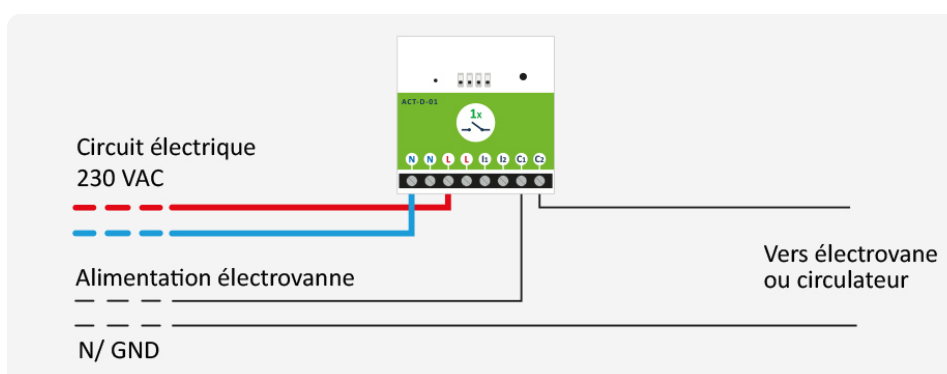 ACT-D-01
1x
N N L L I1 I2 C1 C2
Circuit électrique
230 VAC
Alimentation électrovanne
N/ GND
Vers électrovane
ou circulateur